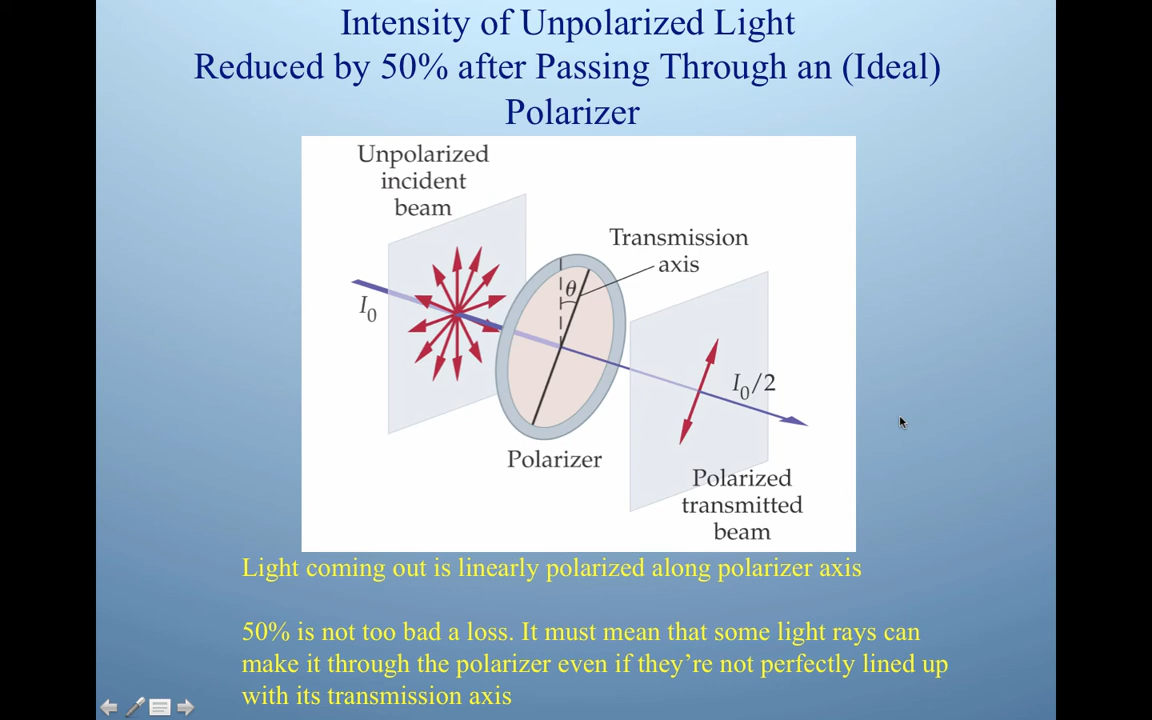 Intensity of Unpolarized Light
Reduced by 50% after Passing Through an (Ideal)
Polarizer
Unpolarized
incident
beam
Transmission
axis
θ
I0
I0/2
Polarizer
Polarized
transmitted
beam
Light coming out is linearly polarized along polarizer axis
50% is not too bad a loss. It must mean that some light rays can
make it through the polarizer even if they’re not perfectly lined up
with its transmission axis